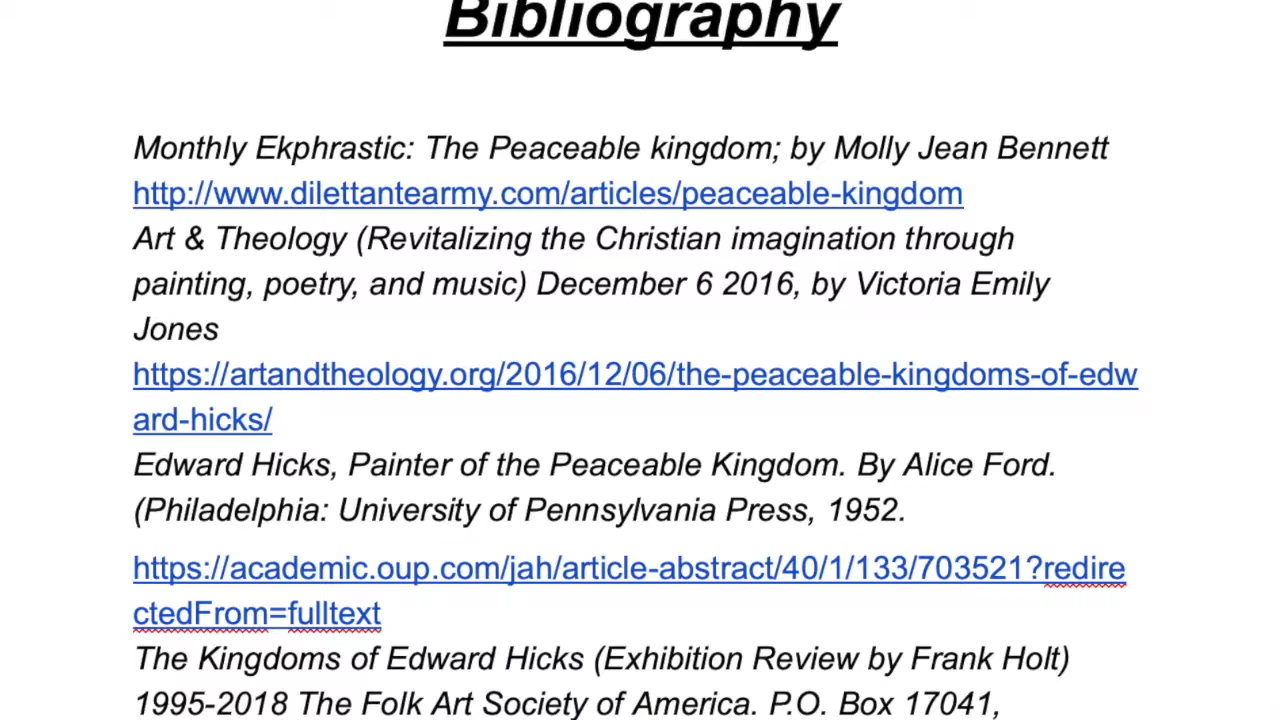 Bibliography
Monthly Ekphrastic: The Peaceable kingdom; by Molly Jean Bennett
http://www.dilettantearmy.com/articles/peaceable-kingdom
Art & Theology (Revitalizing the Christian imagination through
painting, poetry, and music) December 6 2016, by Victoria Emily
Jones
https://artandtheology.org/2016/12/06/the-peaceable-kingdoms-of-edw
ard-hicks/
Edward Hicks, Painter of the Peaceable Kingdom. By Alice Ford.
(Philadelphia: University of Pennsylvania Press, 1952.
https://academic.oup.com/jah/article-abstract/40/1/133/703521?redire
ctedFrom=fulltext
The Kingdoms of Edward Hicks (Exhibition Review by Frank Holt)
1995-2018 The Folk Art Society of America. P.O. Box 17041,